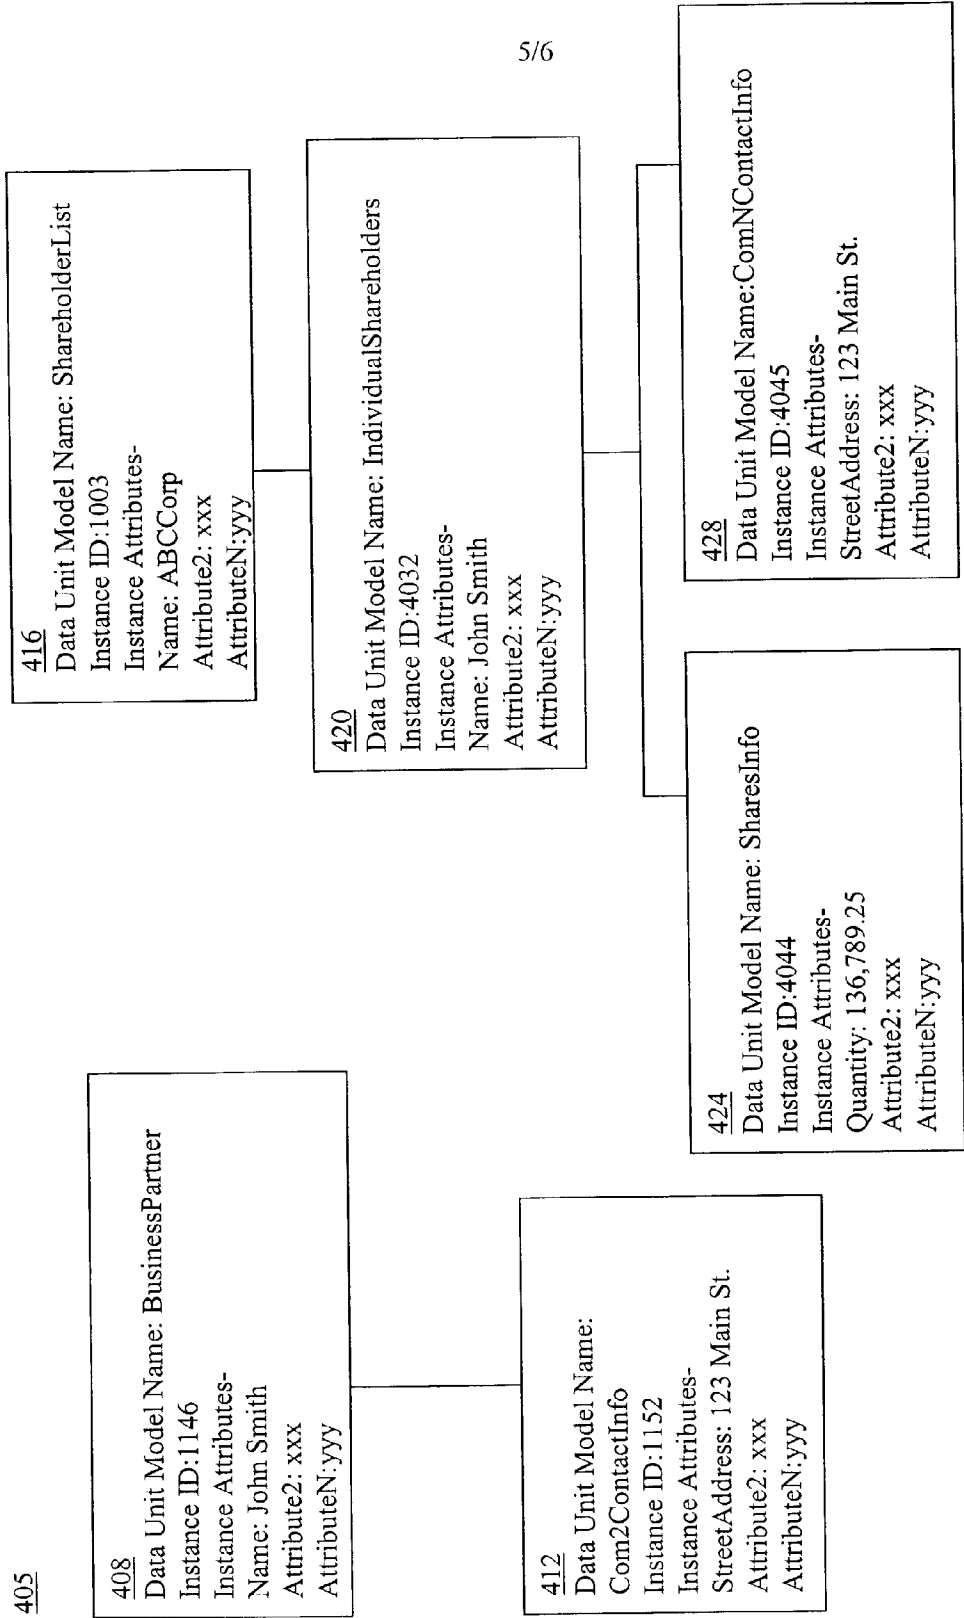 5/6
405
408
Data Unit Model Name: BusinessPartner
Instance ID:1146
Instance Attributes-
Name: John Smith
Attribute2: xxx
AttributeN:yyy
412
Data Unit Model Name:
Com2ContactInfo
Instance ID:1152
Instance Attributes-
StreetAddress: 123 Main St.
Attribute2: xxx
AttributeN:yyy
416
Data Unit Model Name: ShareholderList
Instance ID:1003
Instance Attributes-
Name: ABCCorp
Attribute2: xxx
AttributeN:yyy
420
Data Unit Model Name: IndividualShareholders
Instance ID:4032
Instance Attributes-
Name: John Smith
Attribute2: xxx
AttributeN:yyy
424
Data Unit Model Name: SharesInfo
Instance ID:4044
Instance Attributes-
Quantity: 136,789.25
Attribute2: xxx
AttributeN:yyy
428
Data Unit Model Name:ComNContactInfo
Instance ID:4045
Instance Attributes-
StreetAddress: 123 Main St.
Attribute2: xxx
AttributeN:yyy